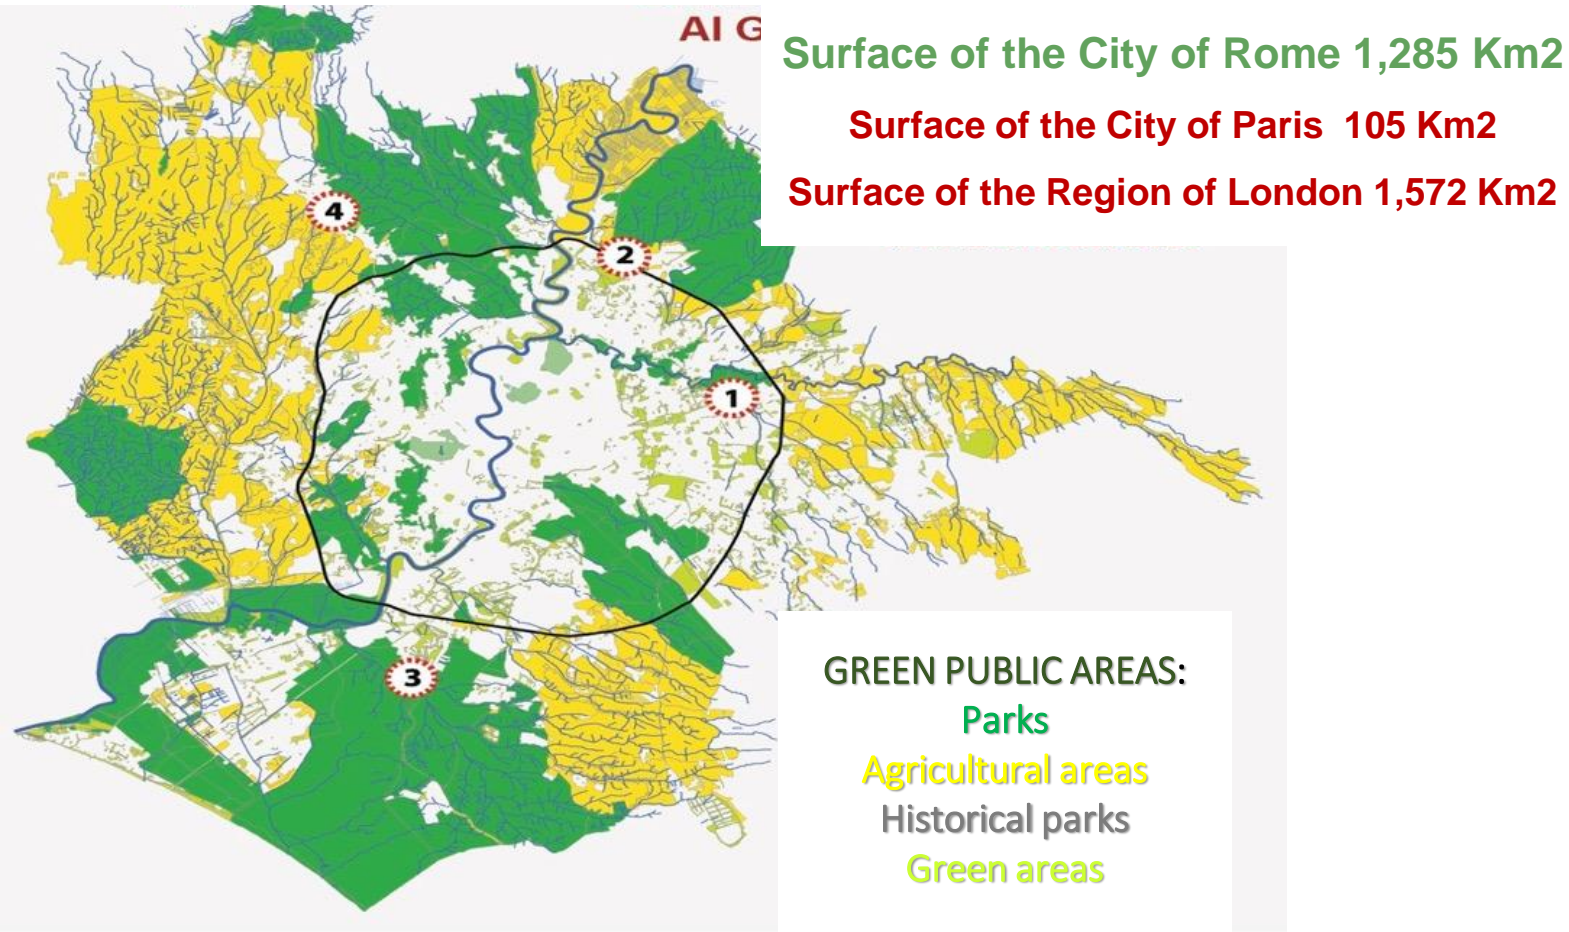 AI G
Surface of the City of Rome 1,285 Km2
Surface of the City of Paris 105 Km2
Surface of the Region of London 1,572 Km2
4
2
1
3
GREEN PUBLIC AREAS:
Parks
Agricultural areas
Historical parks
Green areas